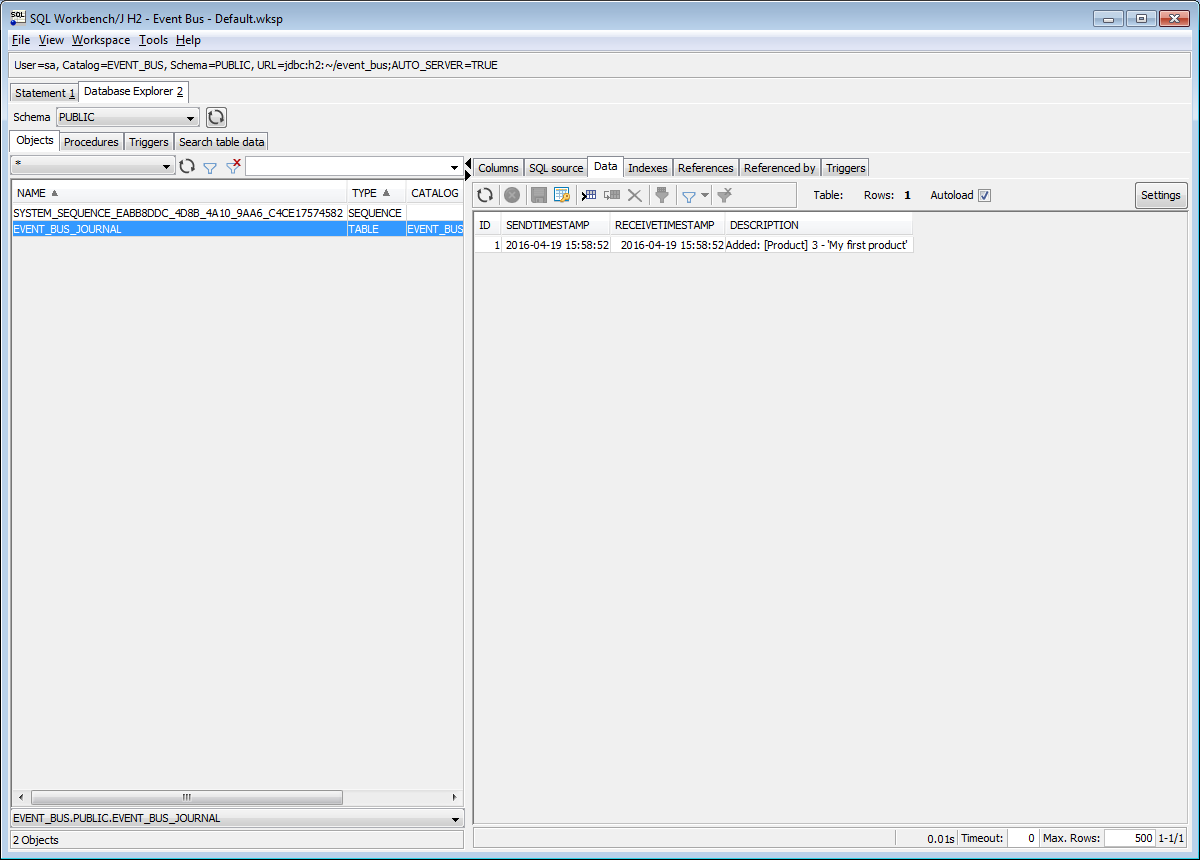 SQL Workbench/J H2 - Event Bus - Default.wksp
File View Workspace Tools Help
User=sa, Catalog=EVENT_BUS, Schema=PUBLIC, URL=jdbc:h2:~/event_bus;AUTO_SERVER=TRUE
Statement 1 Database Explorer 2
Schema PUBLIC
Objects Procedures Triggers Search table data
*
NAME TYPE CATALOG
SYSTEM_SEQUENCE_EABB8DDC_4D8B_4A10_9AA6_C4CE17574582 SEQUENCE
EVENT_BUS_JOURNAL TABLE EVENT_BUS
EVENT_BUS.PUBLIC.EVENT_BUS_JOURNAL
2 Objects
Columns SQL source Data Indexes References Referenced by Triggers
Table: Rows: 1 Autoload Settings
ID SENDTIMESTAMP RECEIVETIMESTAMP DESCRIPTION
1 2016-04-19 15:58:52 2016-04-19 15:58:52 Added: [Product] 3 - 'My first product'
0.01s Timeout: 0 Max. Rows: 500 1-1/1